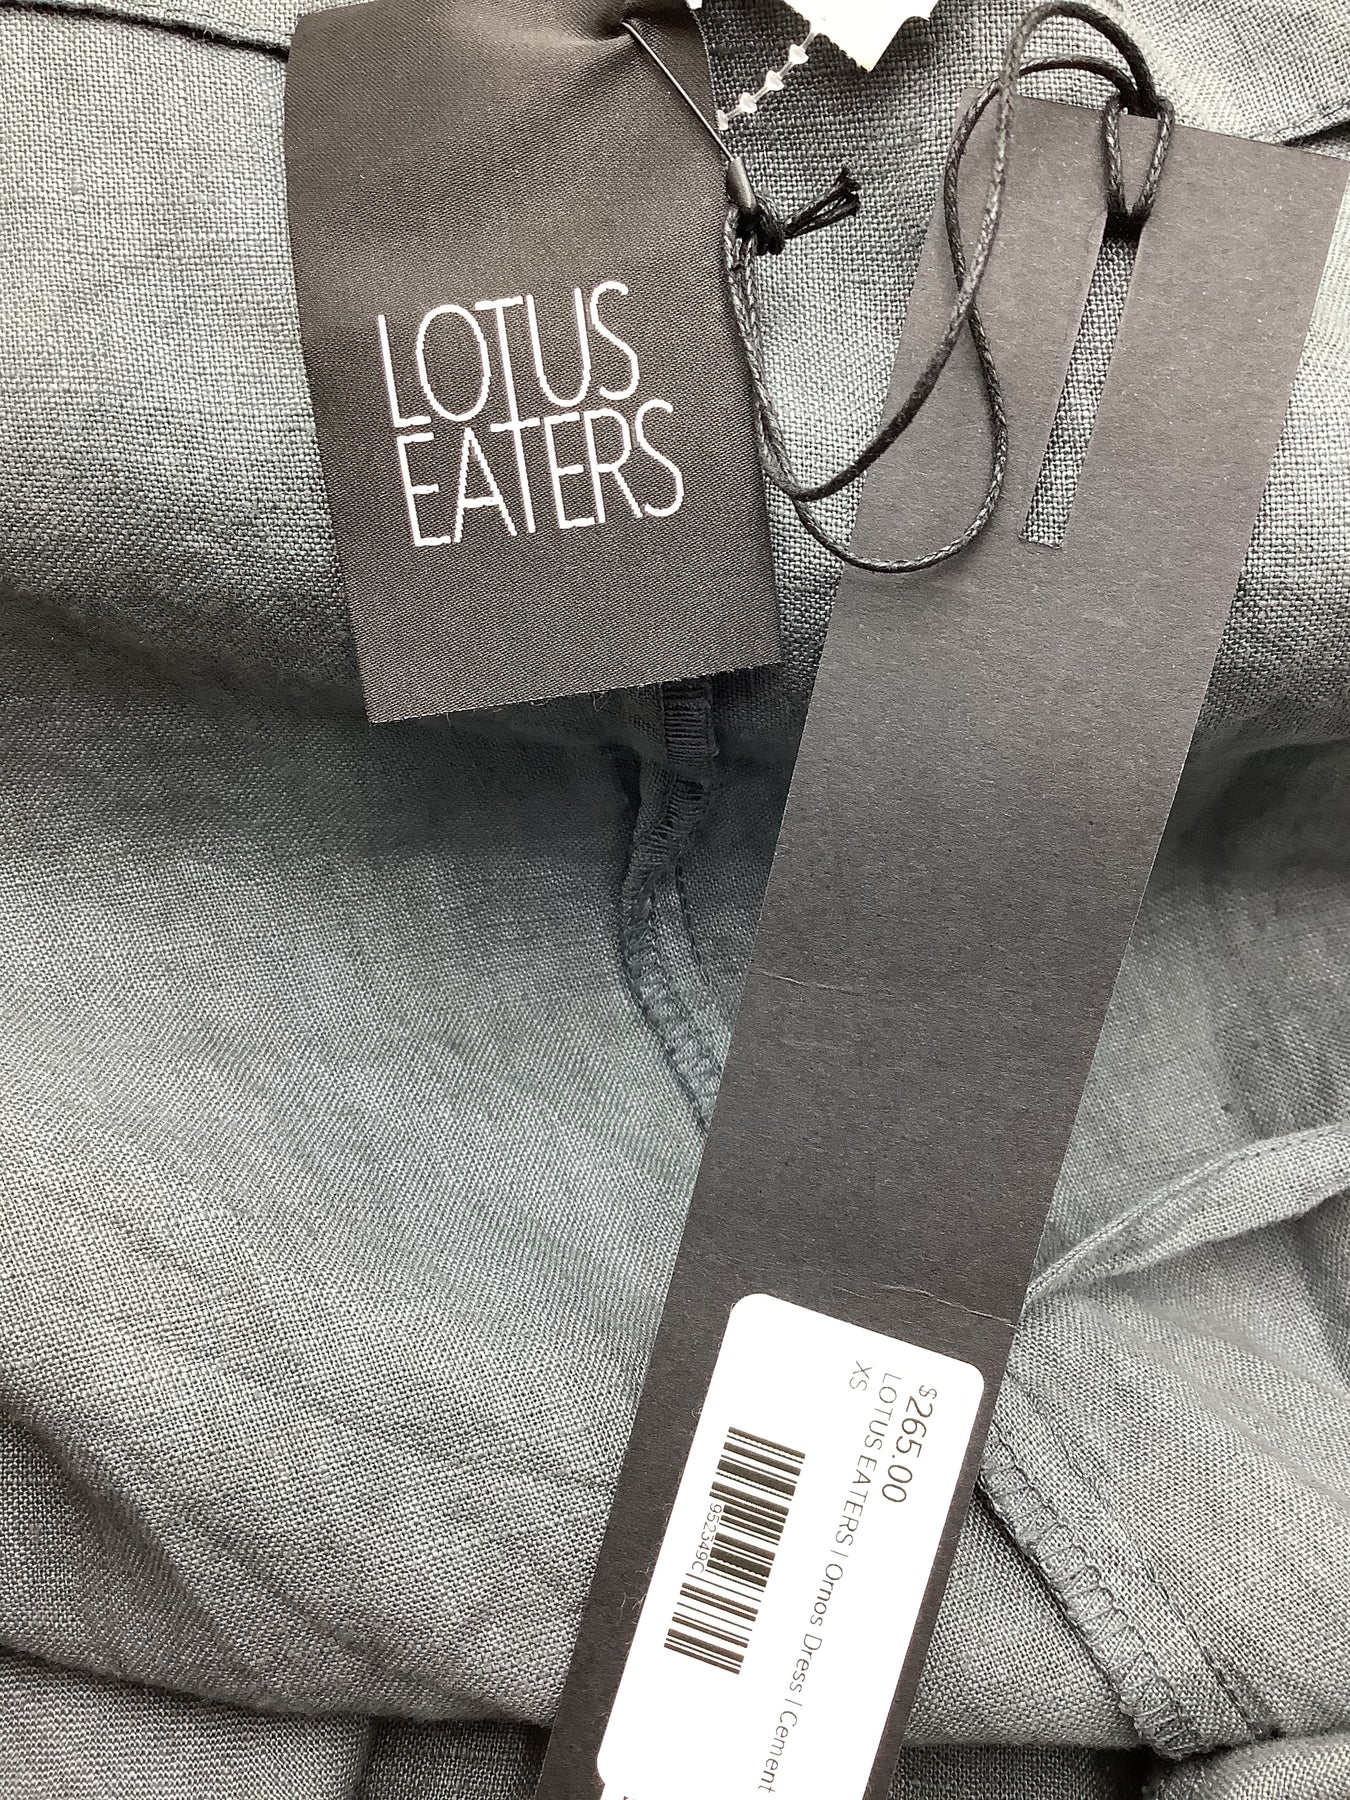 LOTUS
EATERS
$265.00
LOTUS EATERS | Ornos Dress | Cement
XS
952349C